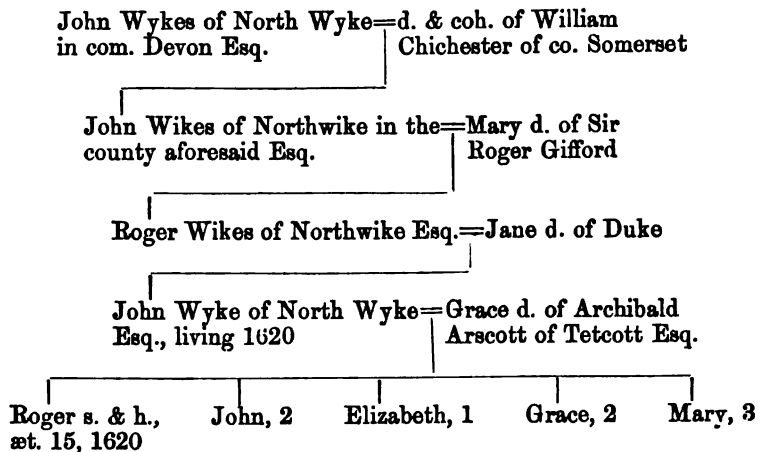 John Wykes of North Wyke=d. & coh. of William
in com. Devon Esq. Chichester of co. Somerset
John Wikes of Northwike in the=Mary d. of Sir
county aforesaid Esq. Roger Gifford
Roger Wikes of Northwike Esq.=Jane d. of Duke
John Wyke of North Wyke=Grace d. of Archibald
Esq., living 1620 Arscott of Tetcott Esq.
Roger s. & h., John, 2 Elizabeth, 1 Grace, 2 Mary, 3
æt. 15, 1620